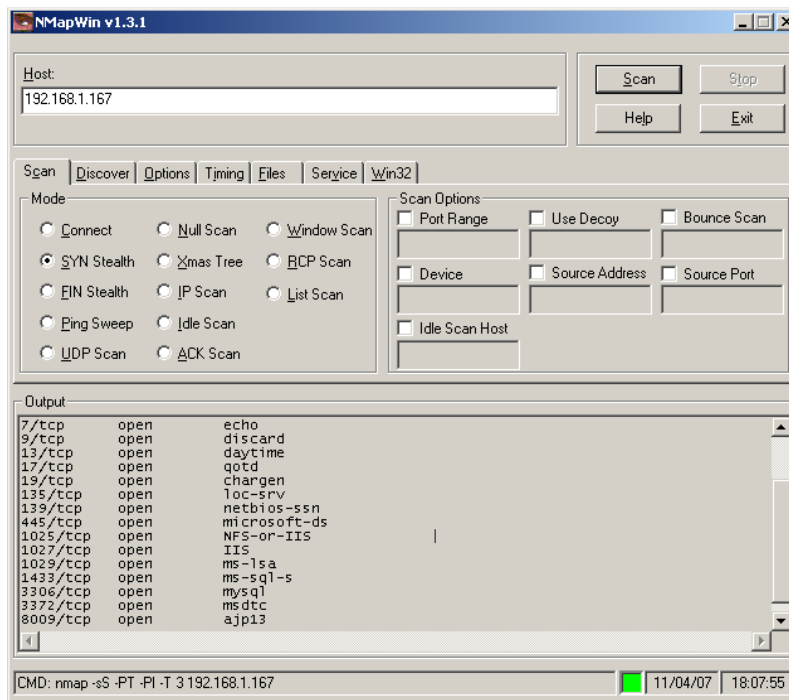 NMapWin v1.3.1
Host:
192.168.1.167
Scan Stop
Help Exit
Scan Discover Options Timing Files Service Win32
Mode
Connect Null Scan Window Scan
SYN Stealth Xmas Tree RCP Scan
FIN Stealth IP Scan List Scan
Ping Sweep Idle Scan
UDP Scan ACK Scan
Scan Options
Port Range Use Decoy Bounce Scan
Device Source Address Source Port
Idle Scan Host
Output
7/tcp open echo
9/tcp open discard
13/tcp open daytime
17/tcp open qotd
19/tcp open chargen
135/tcp open loc-srv
139/tcp open netbios-ssn
445/tcp open microsoft-ds
1025/tcp open NFS-or-IIS
1027/tcp open IIS
1029/tcp open ms-lsa
1433/tcp open ms-sql-s
3306/tcp open mysql
3372/tcp open msdtc
8009/tcp open ajp13
CMD: nmap -sS -PT -PI -T 3 192.168.1.167 11/04/07 18:07:55